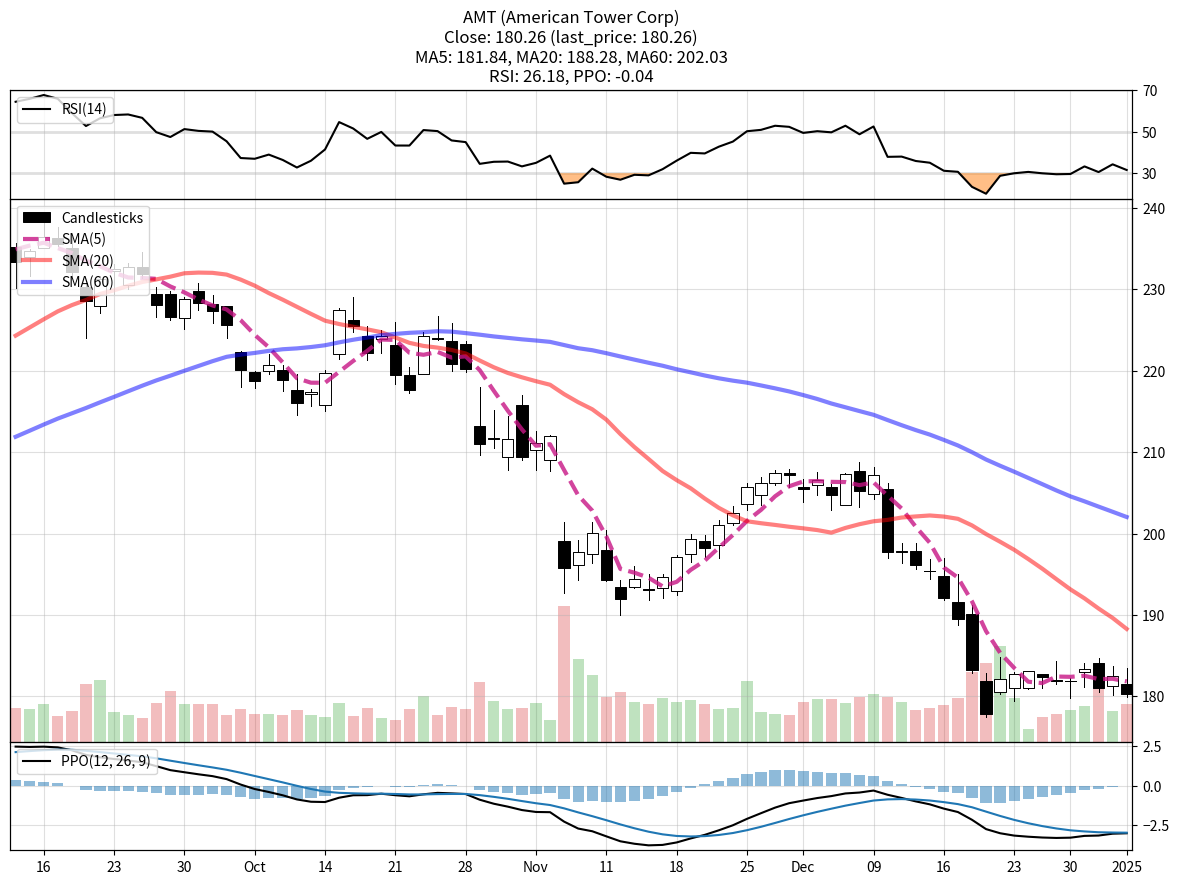 AMT (American Tower Corp)
Close: 180.26 (last_price: 180.26)
MA5: 181.84, MA20: 188.28, MA60: 202.03
RSI: 26.18, PPO: -0.04
RSI(14)
70
50
30
Candlesticks
SMA(5)
SMA(20)
SMA(60)
240
230
220
210
200
190
180
PPO(12, 26, 9)
2.5
0.0
−2.5
16 23 30 Oct 14 21 28 Nov 11 18 25 Dec 09 16 23 30 2025